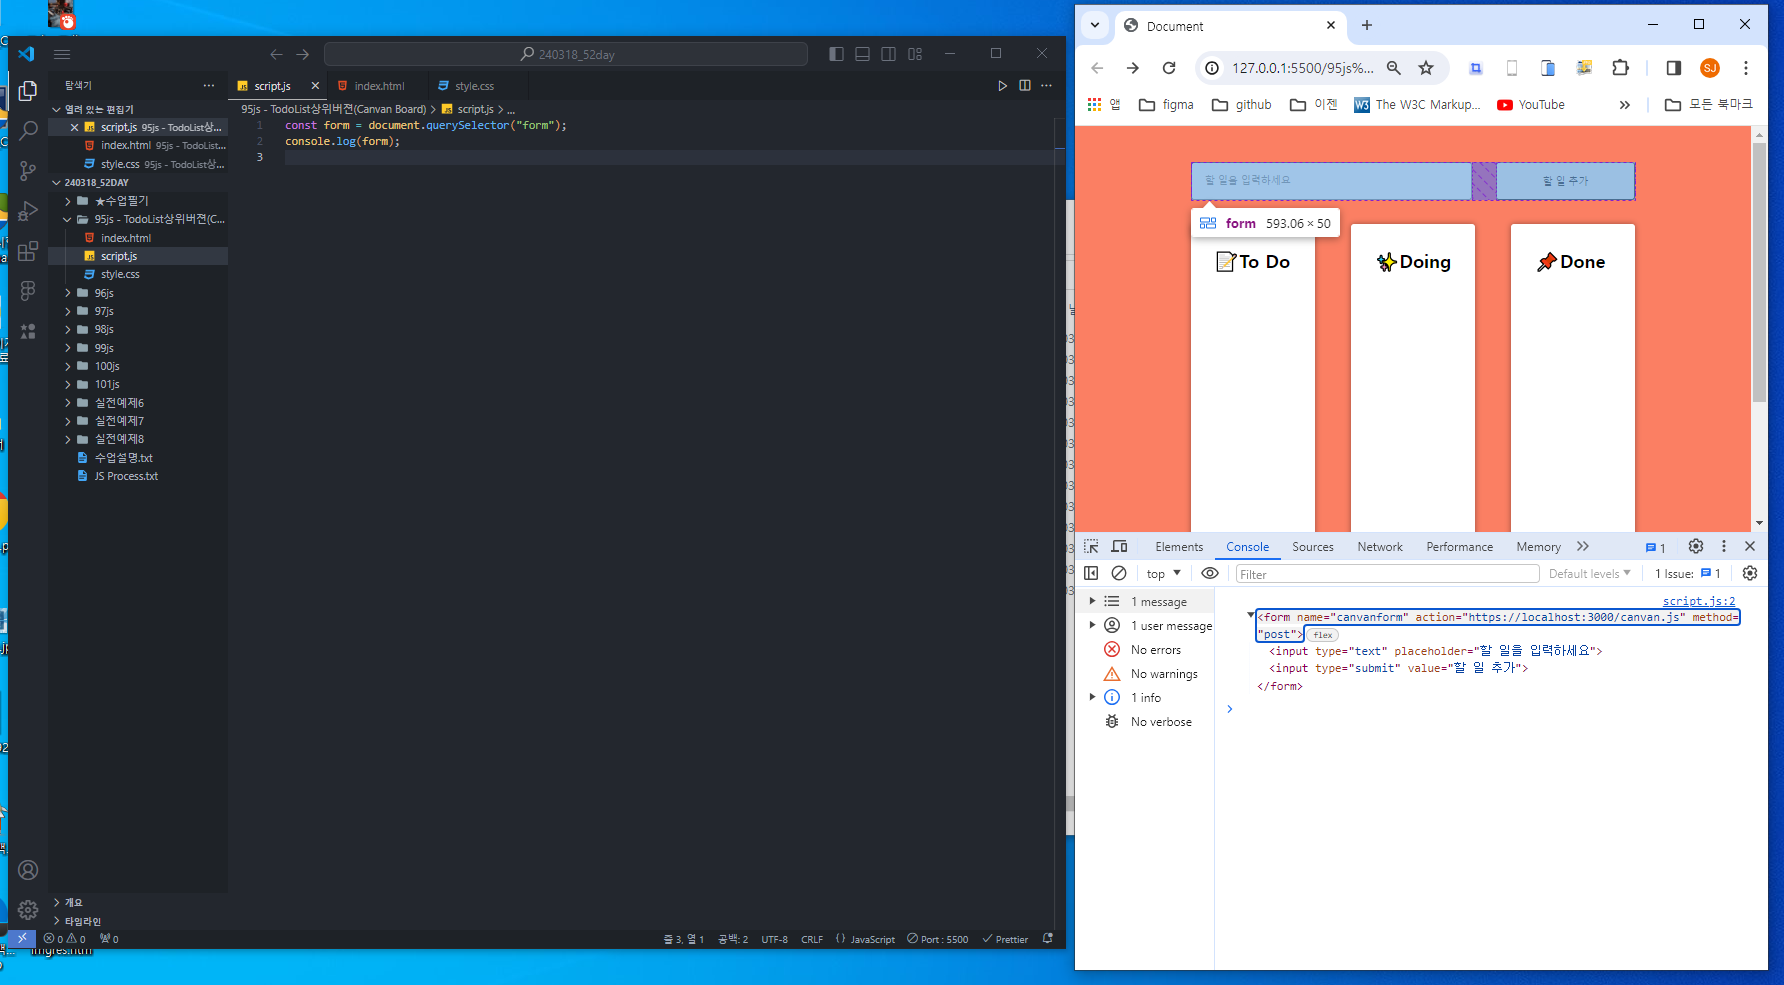 240318_52day
탐색기
script.js
index.html
style.css
열려 있는 편집기
95js - TodoList상위버젼(Canvan Board) > script.js > ...
script.js 95js - TodoList상...
index.html 95js - TodoList...
style.css 95js - TodoList상...
1 const form = document.querySelector("form");
2 console.log(form);
3
240318_52DAY
★수업필기
95js - TodoList상위버젼(C...
index.html
script.js
style.css
96js
97js
98js
99js
100js
101js
실전예제6
실전예제7
실전예제8
수업설명.txt
JS Process.txt
개요
타임라인
0 0 0
줄 3, 열 1 공백: 2 UTF-8 CRLF JavaScript Port : 5500 Prettier
Document
127.0.0.1:5500/95js%...
SJ
앱 figma github 이젠 The W3C Markup... YouTube » 모든 북마크
할 일을 입력하세요
할 일 추가
form 593.06 × 50
📝To Do
✨Doing
📌Done
Elements Console Sources Network Performance Memory » 1
top Filter Default levels 1 Issue: 1
1 message
1 user message
No errors
No warnings
1 info
No verbose
script.js:2
<form name="canvanform" action="https://localhost:3000/canvan.js" method=
"post"> flex
<input type="text" placeholder="할 일을 입력하세요">
<input type="submit" value="할 일 추가">
</form>